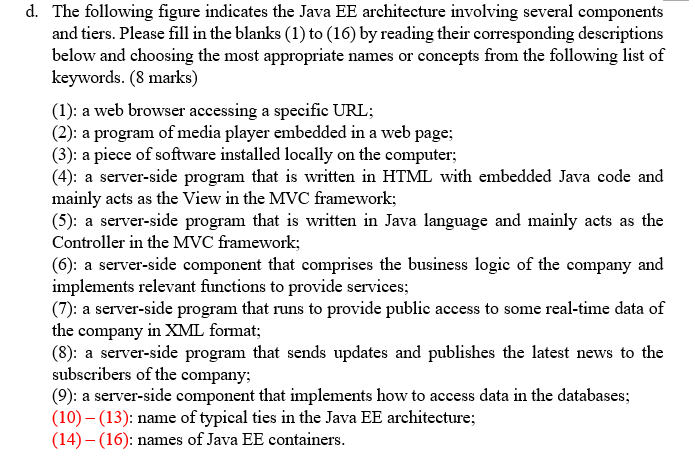 d. The following figure indicates the Java EE architecture involving several components
and tiers. Please fill in the blanks (1) to (16) by reading their corresponding descriptions
below and choosing the most appropriate names or concepts from the following list of
keywords. (8 marks)
(1): a web browser accessing a specific URL;
(2): a program of media player embedded in a web page;
(3): a piece of software installed locally on the computer;
(4): a server-side program that is written in HTML with embedded Java code and
mainly acts as the View in the MVC framework;
(5): a server-side program that is written in Java language and mainly acts as the
Controller in the MVC framework;
(6): a server-side component that comprises the business logic of the company and
implements relevant functions to provide services;
(7): a server-side program that runs to provide public access to some real-time data of
the company in XML format;
(8): a server-side program that sends updates and publishes the latest news to the
subscribers of the company;
(9): a server-side component that implements how to access data in the databases;
(10) – (13): name of typical ties in the Java EE architecture;
(14) – (16): names of Java EE containers.